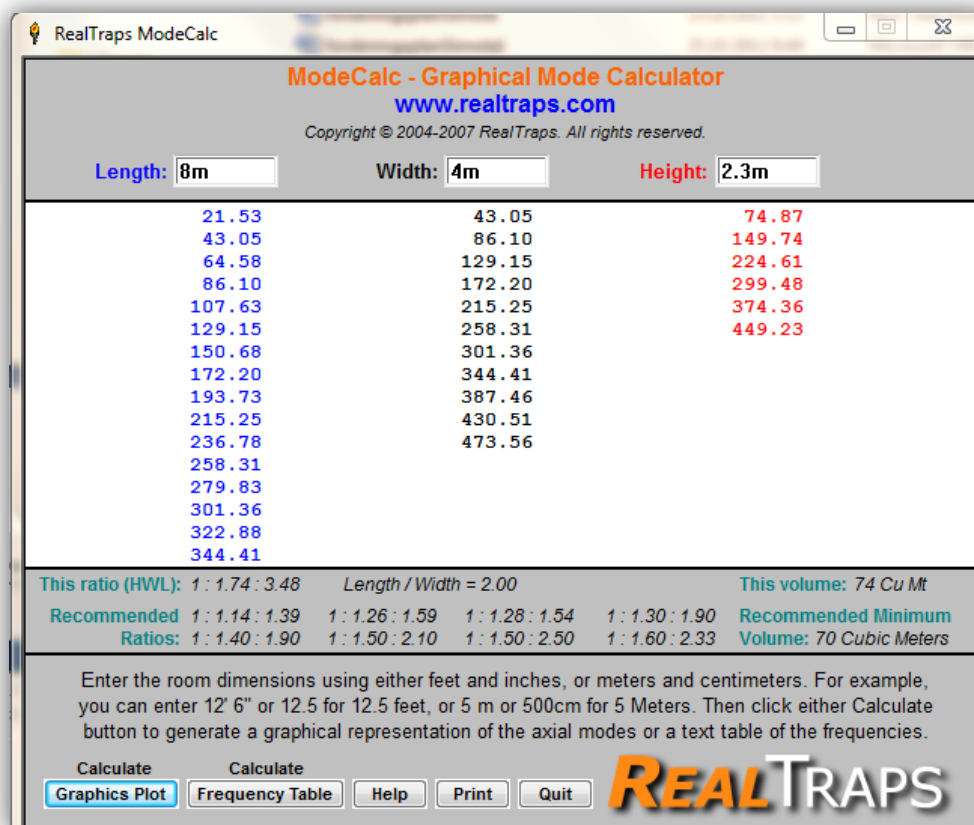 RealTraps ModeCalc
ModeCalc - Graphical Mode Calculator
www.realtraps.com
Copyright © 2004-2007 RealTraps. All rights reserved.
Length: 8m Width: 4m Height: 2.3m
21.53 43.05 74.87
43.05 86.10 149.74
64.58 129.15 224.61
86.10 172.20 299.48
107.63 215.25 374.36
129.15 258.31 449.23
150.68 301.36
172.20 344.41
193.73 387.46
215.25 430.51
236.78 473.56
258.31
279.83
301.36
322.88
344.41
This ratio (HWL): 1 : 1.74 : 3.48 Length / Width = 2.00 This volume: 74 Cu Mt
Recommended 1 : 1.14 : 1.39 1 : 1.26 : 1.59 1 : 1.28 : 1.54 1 : 1.30 : 1.90 Recommended Minimum
Ratios: 1 : 1.40 : 1.90 1 : 1.50 : 2.10 1 : 1.50 : 2.50 1 : 1.60 : 2.33 Volume: 70 Cubic Meters
Enter the room dimensions using either feet and inches, or meters and centimeters. For example,
you can enter 12' 6" or 12.5 for 12.5 feet, or 5 m or 500cm for 5 Meters. Then click either Calculate
button to generate a graphical representation of the axial modes or a text table of the frequencies.
Calculate Calculate
Graphics Plot Frequency Table Help Print Quit REALTRAPS